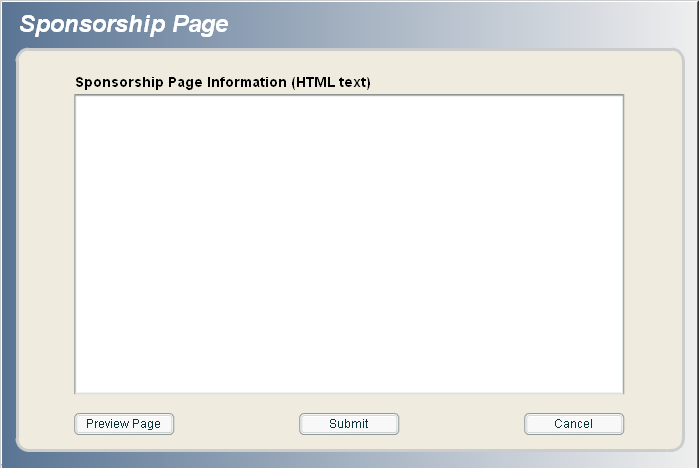 Sponsorship Page
Sponsorship Page Information (HTML text)
Preview Page Submit Cancel